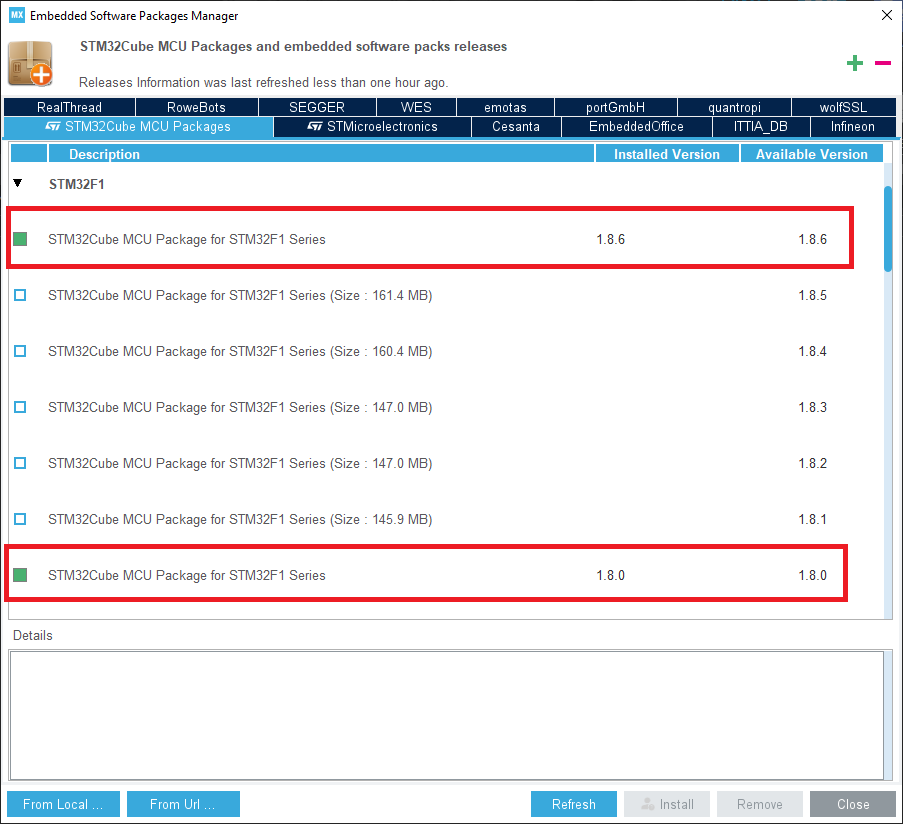 MX Embedded Software Packages Manager
STM32Cube MCU Packages and embedded software packs releases
Releases Information was last refreshed less than one hour ago.
RealThread RoweBots SEGGER WES emotas portGmbH quantropi wolfSSL
STM32Cube MCU Packages STMicroelectronics Cesanta EmbeddedOffice ITTIA_DB Infineon
Description Installed Version Available Version
STM32F1
STM32Cube MCU Package for STM32F1 Series 1.8.6 1.8.6
STM32Cube MCU Package for STM32F1 Series (Size : 161.4 MB) 1.8.5
STM32Cube MCU Package for STM32F1 Series (Size : 160.4 MB) 1.8.4
STM32Cube MCU Package for STM32F1 Series (Size : 147.0 MB) 1.8.3
STM32Cube MCU Package for STM32F1 Series (Size : 147.0 MB) 1.8.2
STM32Cube MCU Package for STM32F1 Series (Size : 145.9 MB) 1.8.1
STM32Cube MCU Package for STM32F1 Series 1.8.0 1.8.0
Details
From Local ... From Url ... Refresh Install Remove Close